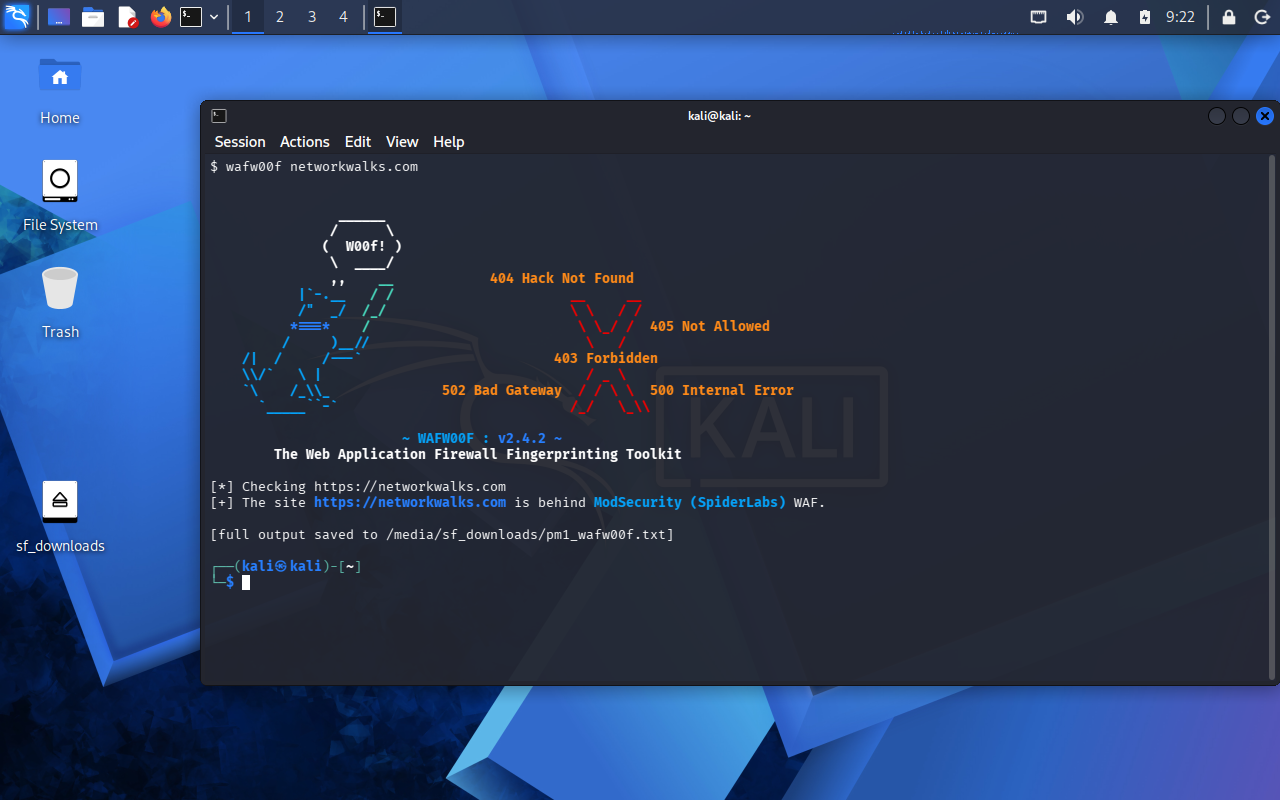 1 2 3 4 9:22
Home
File System
Trash
sf_downloads
kali@kali: ~
Session Actions Edit View Help
$ wafw00f networkwalks.com
( W00f! )
404 Hack Not Found
405 Not Allowed
403 Forbidden
502 Bad Gateway 500 Internal Error
~ WAFW00F : v2.4.2 ~
The Web Application Firewall Fingerprinting Toolkit
[*] Checking https://networkwalks.com
[+] The site https://networkwalks.com is behind ModSecurity (SpiderLabs) WAF.
[full output saved to /media/sf_downloads/pm1_wafw00f.txt]
┌──(kali㉿kali)-[~]
└─$
KALI